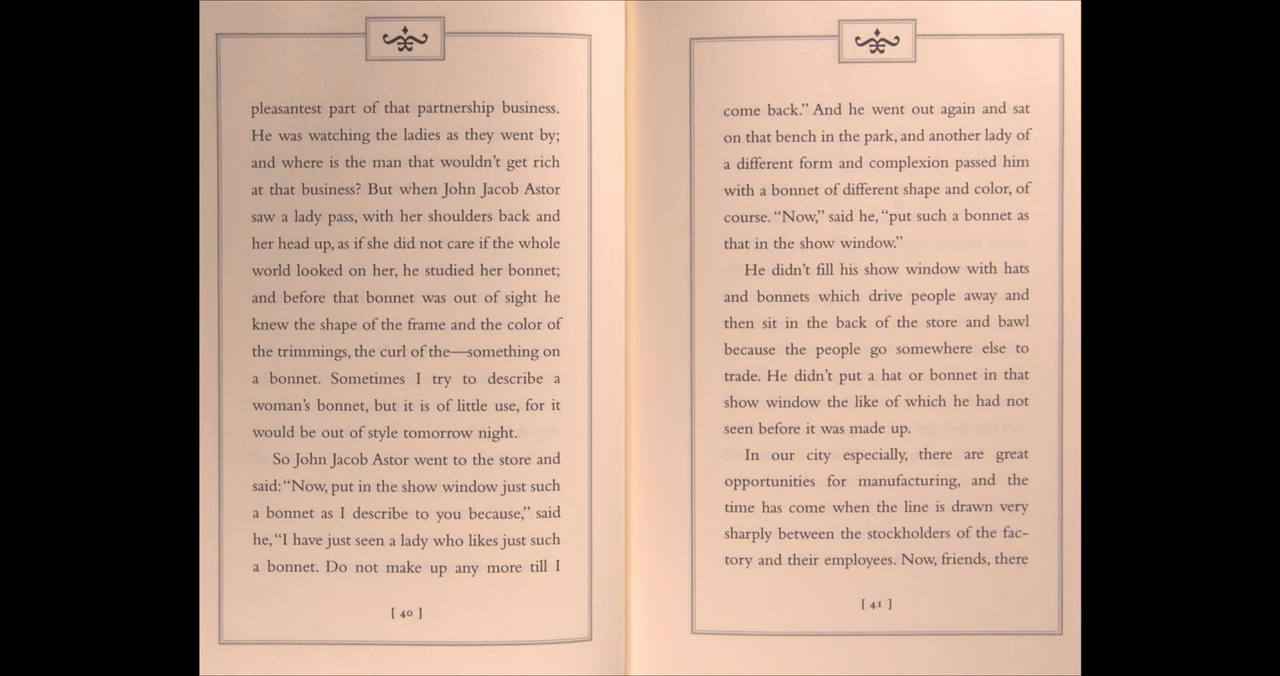 pleasantest part of that partnership business.
He was watching the ladies as they went by;
and where is the man that wouldn't get rich
at that business? But when John Jacob Astor
saw a lady pass, with her shoulders back and
her head up, as if she did not care if the whole
world looked on her, he studied her bonnet;
and before that bonnet was out of sight he
knew the shape of the frame and the color of
the trimmings, the curl of the—something on
a bonnet. Sometimes I try to describe a
woman's bonnet, but it is of little use, for it
would be out of style tomorrow night.
So John Jacob Astor went to the store and
said: “Now, put in the show window just such
a bonnet as I describe to you because,” said
he, “I have just seen a lady who likes just such
a bonnet. Do not make up any more till I
[ 40 ]
come back.” And he went out again and sat
on that bench in the park, and another lady of
a different form and complexion passed him
with a bonnet of different shape and color, of
course. “Now,” said he, “put such a bonnet as
that in the show window.”
He didn't fill his show window with hats
and bonnets which drive people away and
then sit in the back of the store and bawl
because the people go somewhere else to
trade. He didn't put a hat or bonnet in that
show window the like of which he had not
seen before it was made up.
In our city especially, there are great
opportunities for manufacturing, and the
time has come when the line is drawn very
sharply between the stockholders of the fac-
tory and their employees. Now, friends, there
[ 41 ]